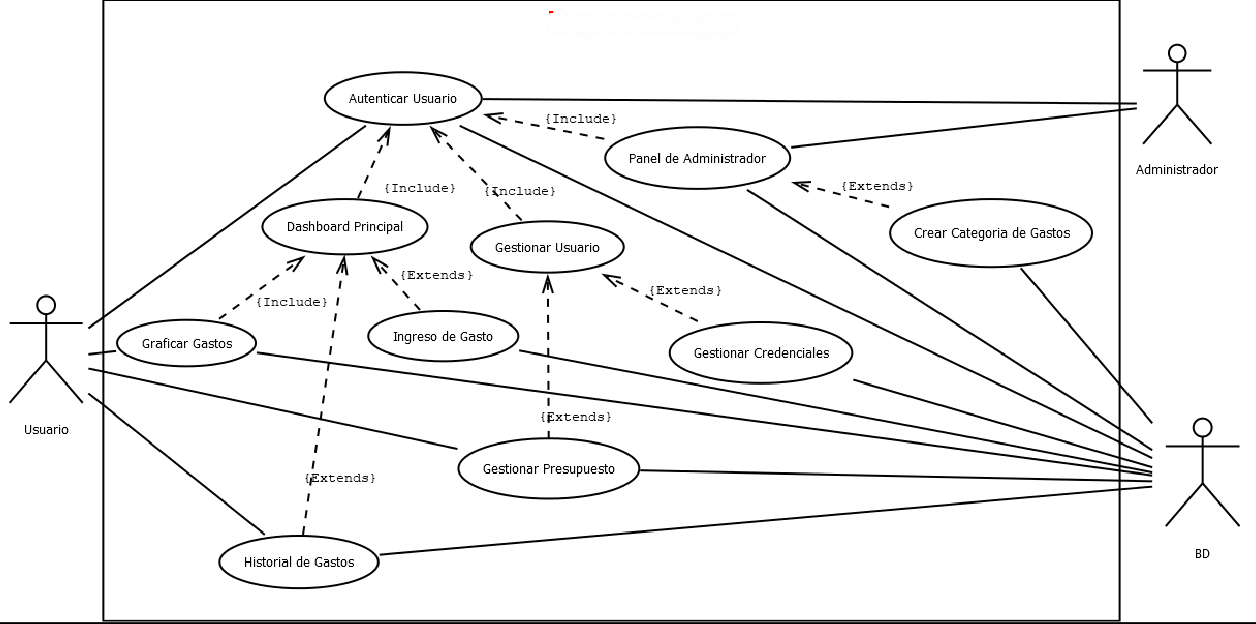 Autenticar Usuario
{Include}
Panel de Administrador
Administrador
{Include}
{Include}
{Extends}
Dashboard Principal
Gestionar Usuario
Crear Categoria de Gastos
{Extends}
{Include}
{Extends}
Graficar Gastos
Ingreso de Gasto
Gestionar Credenciales
{Extends}
Usuario
Gestionar Presupuesto
{Extends}
Historial de Gastos
BD